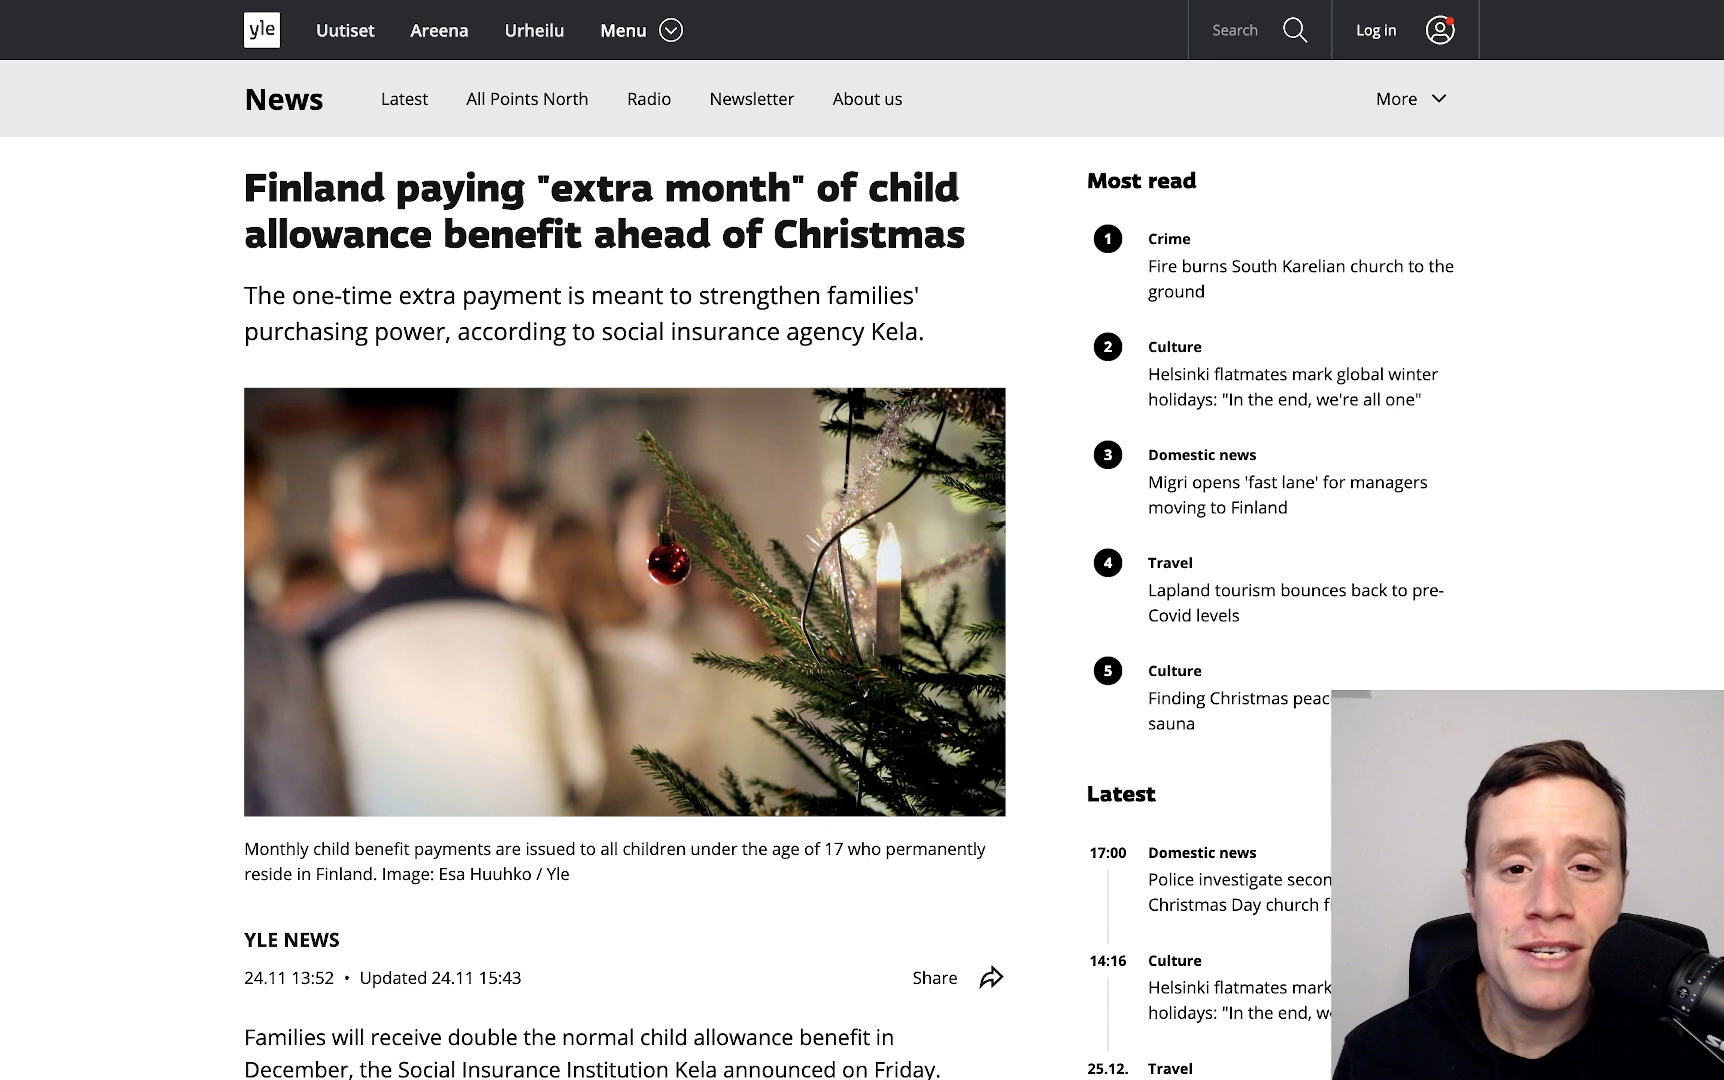 yle
Uutiset
Areena
Urheilu
Menu
Search
Log in
News
Latest
All Points North
Radio
Newsletter
About us
More
Finland paying "extra month" of child
allowance benefit ahead of Christmas
The one-time extra payment is meant to strengthen families'
purchasing power, according to social insurance agency Kela.
Monthly child benefit payments are issued to all children under the age of 17 who permanently
reside in Finland. Image: Esa Huuhko / Yle
YLE NEWS
24.11 13:52 • Updated 24.11 15:43
Share
Families will receive double the normal child allowance benefit in
December, the Social Insurance Institution Kela announced on Friday.
Most read
1
Crime
Fire burns South Karelian church to the
ground
2
Culture
Helsinki flatmates mark global winter
holidays: "In the end, we're all one"
3
Domestic news
Migri opens 'fast lane' for managers
moving to Finland
4
Travel
Lapland tourism bounces back to pre-
Covid levels
5
Culture
Finding Christmas peac
sauna
Latest
17:00
Domestic news
Police investigate secon
Christmas Day church f
14:16
Culture
Helsinki flatmates mark
holidays: "In the end, w
25.12.
Travel